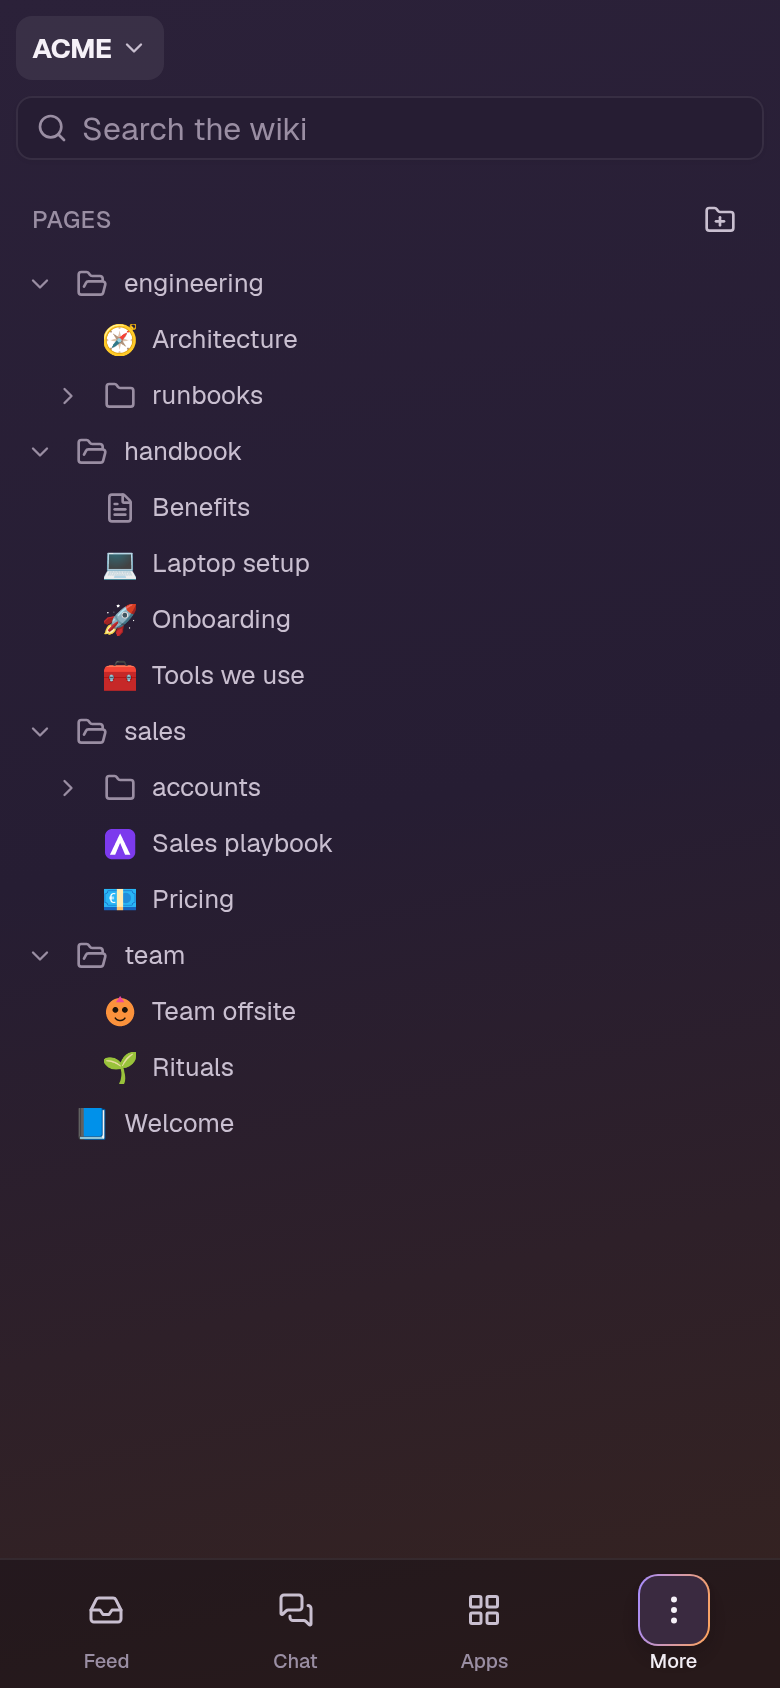 ACME
Search the wiki
PAGES
engineering
Architecture
runbooks
handbook
Benefits
Laptop setup
Onboarding
Tools we use
sales
accounts
Sales playbook
Pricing
team
Team offsite
Rituals
Welcome
Feed
Chat
Apps
More